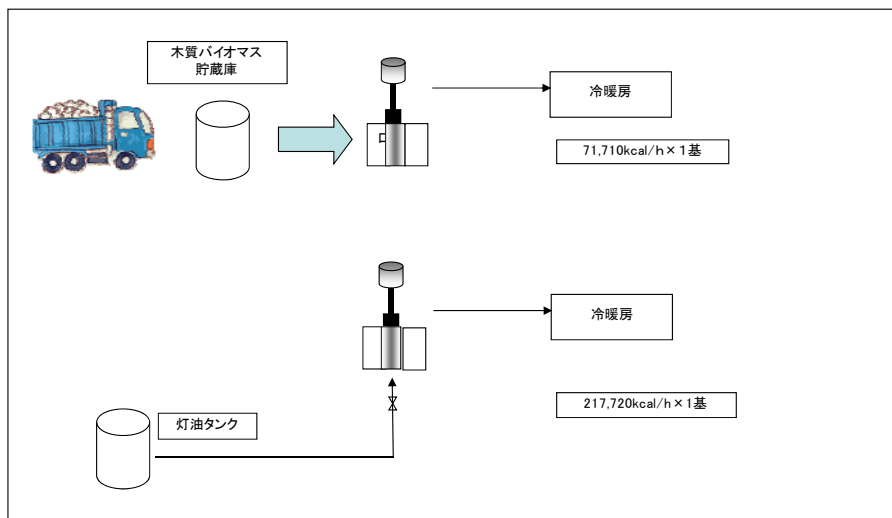 木質バイオマス
貯蔵庫
冷暖房
71,710kcal/h×1基
冷暖房
217,720kcal/h×1基
灯油タンク